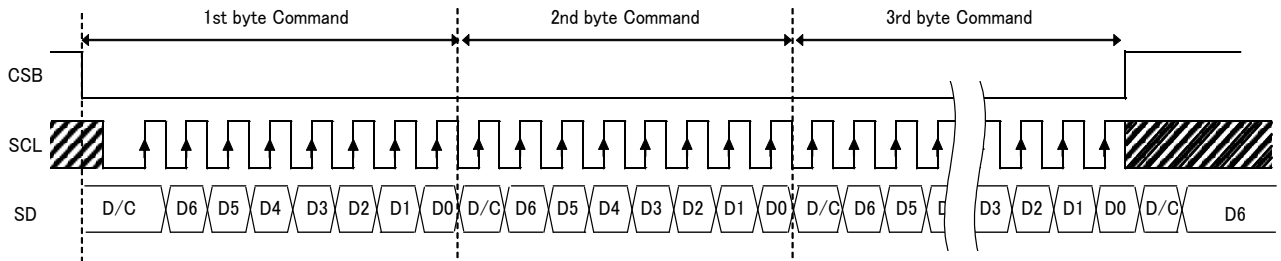 1st byte Command 2nd byte Command 3rd byte Command
CSB
SCL
SD D/C D6 D5 D4 D3 D2 D1 D0 D/C D6 D5 D4 D3 D2 D1 D0 D/C D6 D5 D3 D2 D1 D0 D/C D6